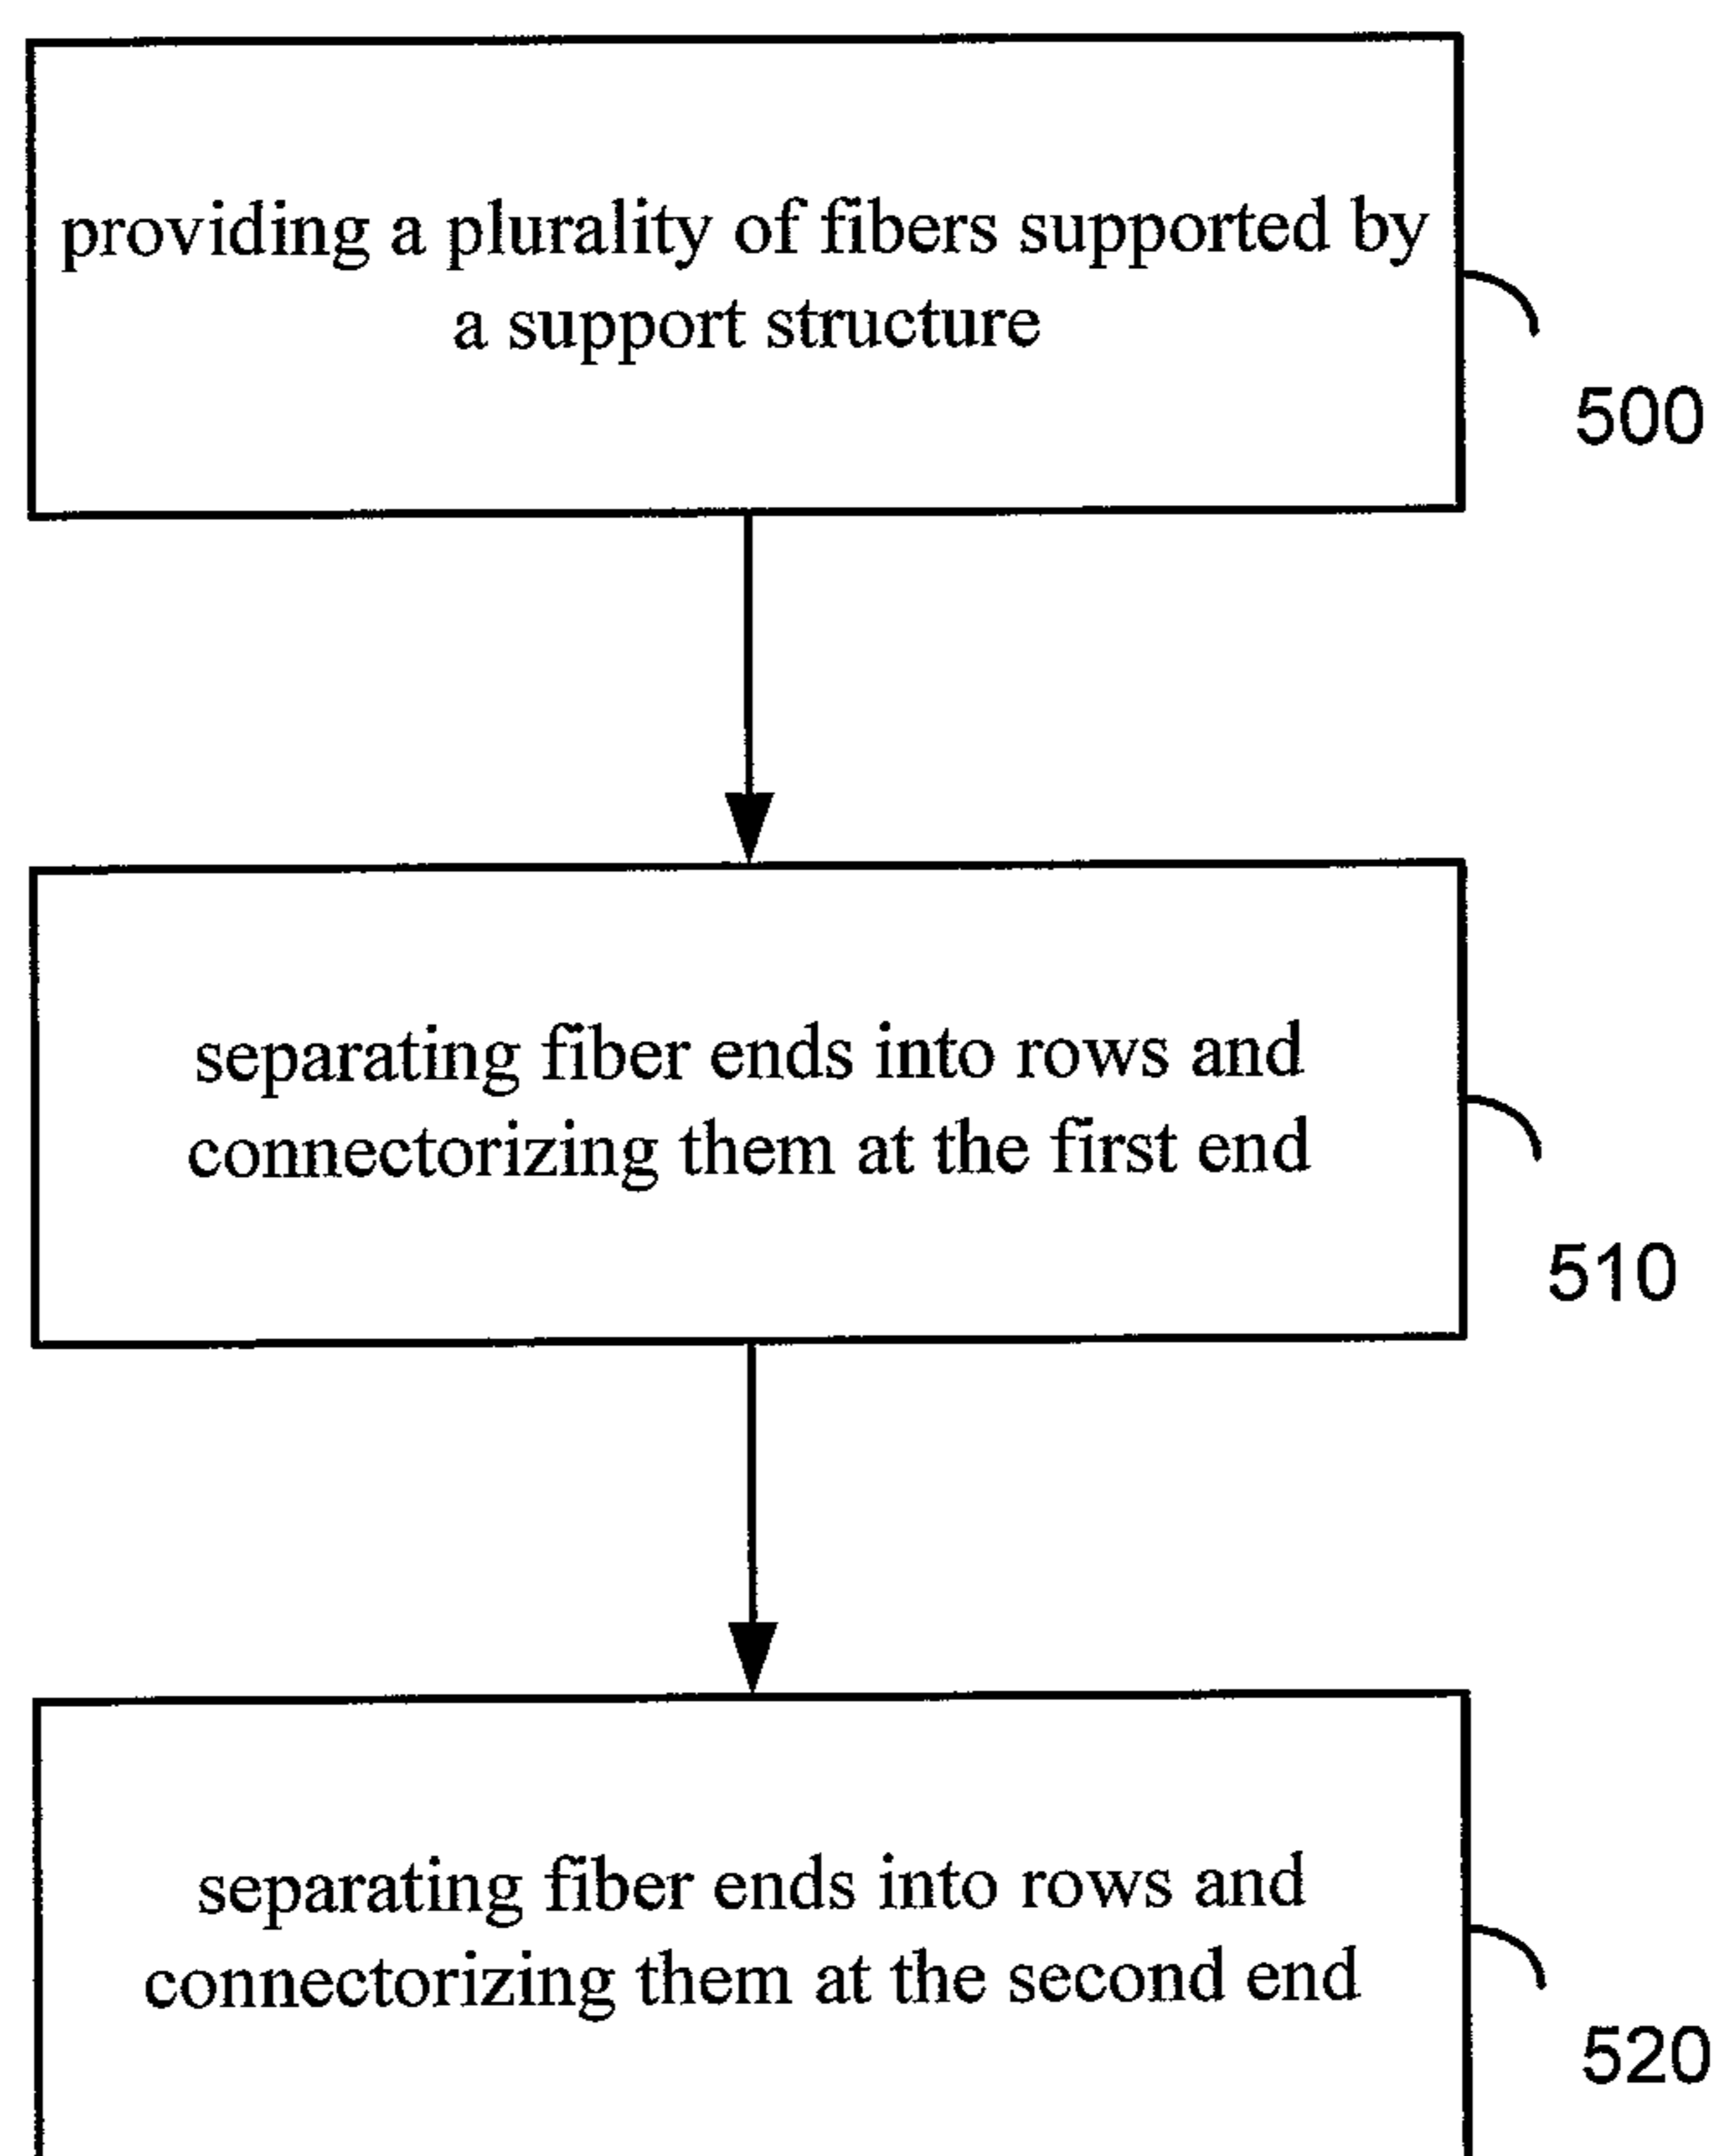 providing a plurality of fibers supported by
a support structure
500
separating fiber ends into rows and
connectorizing them at the first end
510
separating fiber ends into rows and
connectorizing them at the second end
520